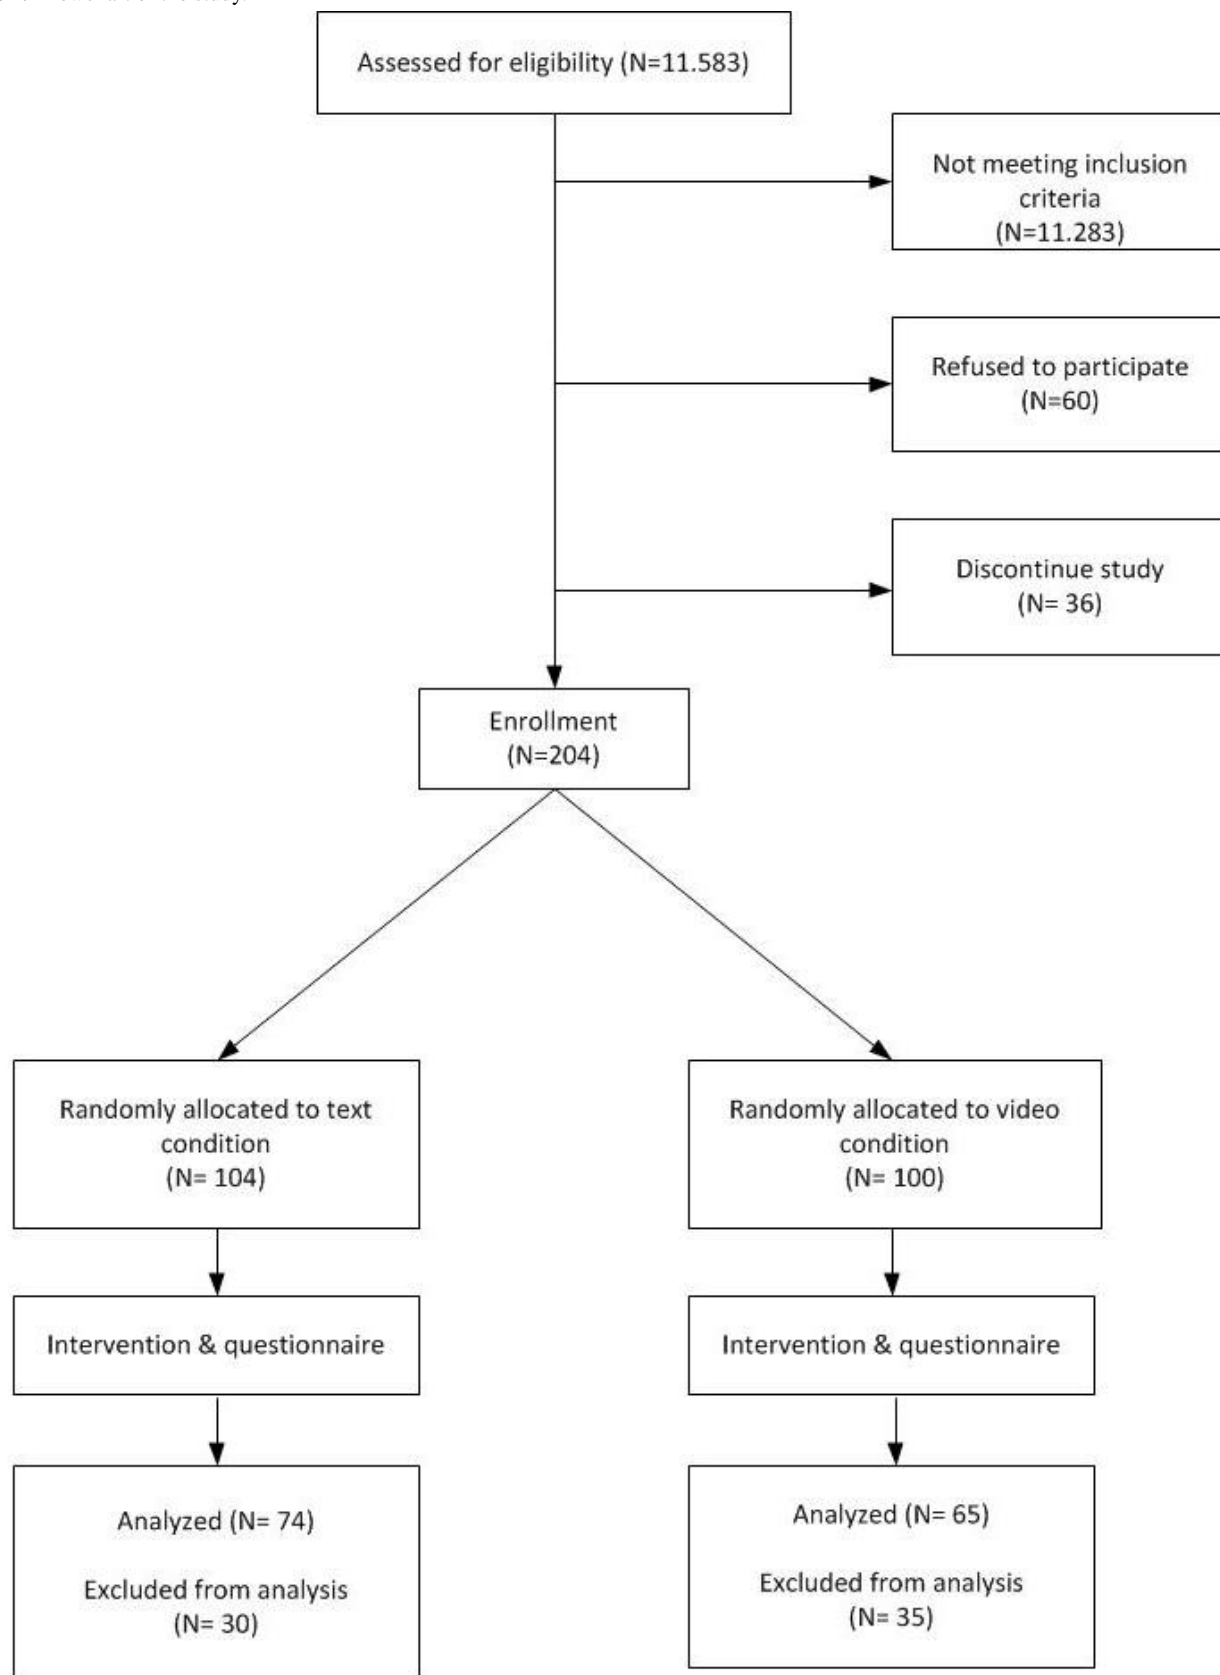 Assessed for eligibility (N=11.583)
Not meeting inclusion
criteria
(N=11.283)
Refused to participate
(N=60)
Discontinue study
(N= 36)
Enrollment
(N=204)
Randomly allocated to text
condition
(N= 104)
Randomly allocated to video
condition
(N= 100)
Intervention & questionnaire
Intervention & questionnaire
Analyzed (N= 74)
Excluded from analysis
(N= 30)
Analyzed (N= 65)
Excluded from analysis
(N= 35)